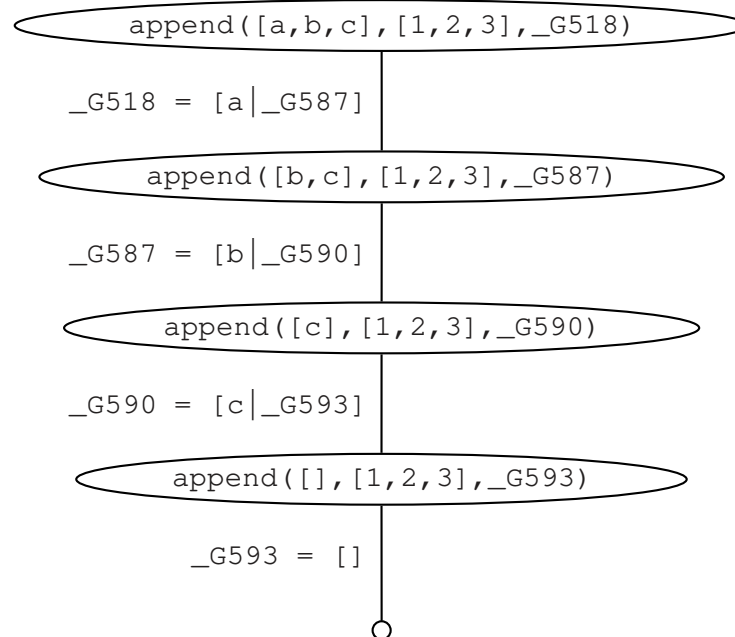 append([a,b,c],[1,2,3],_G518)
_G518 = [a|_G587]
append([b,c],[1,2,3],_G587)
_G587 = [b|_G590]
append([c],[1,2,3],_G590)
_G590 = [c|_G593]
append([],[1,2,3],_G593)
_G593 = []